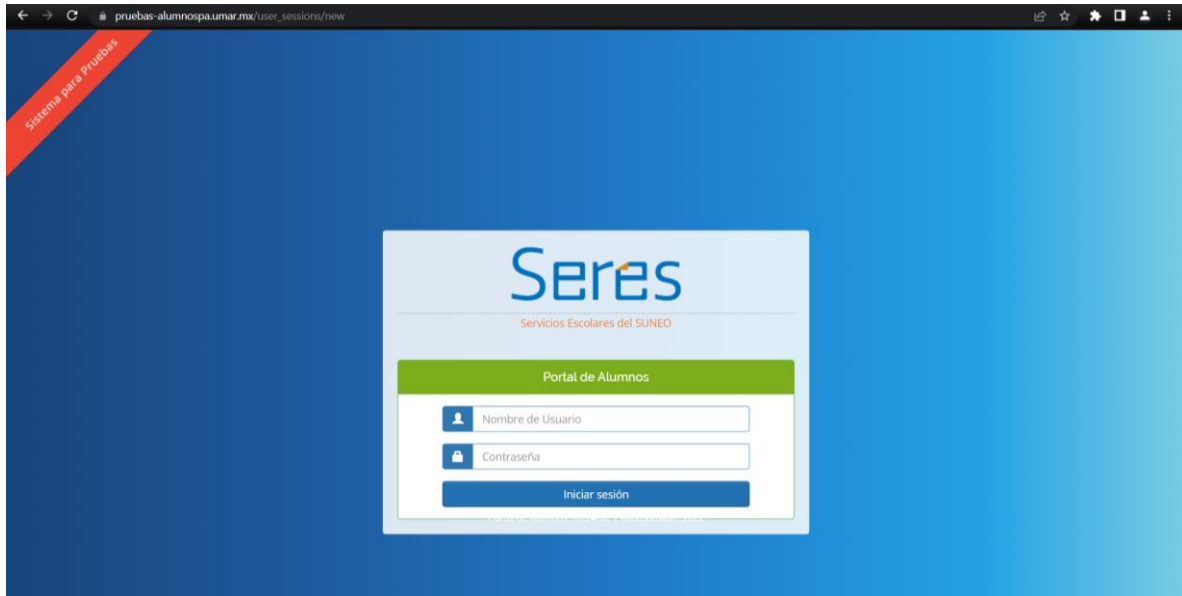 pruebas-alumnospa.umar.mx/user_sessions/new
Sistema para Pruebas
Seres
Servicios Escolares del SUNEO
Portal de Alumnos
Nombre de Usuario
Contraseña
Iniciar sesión